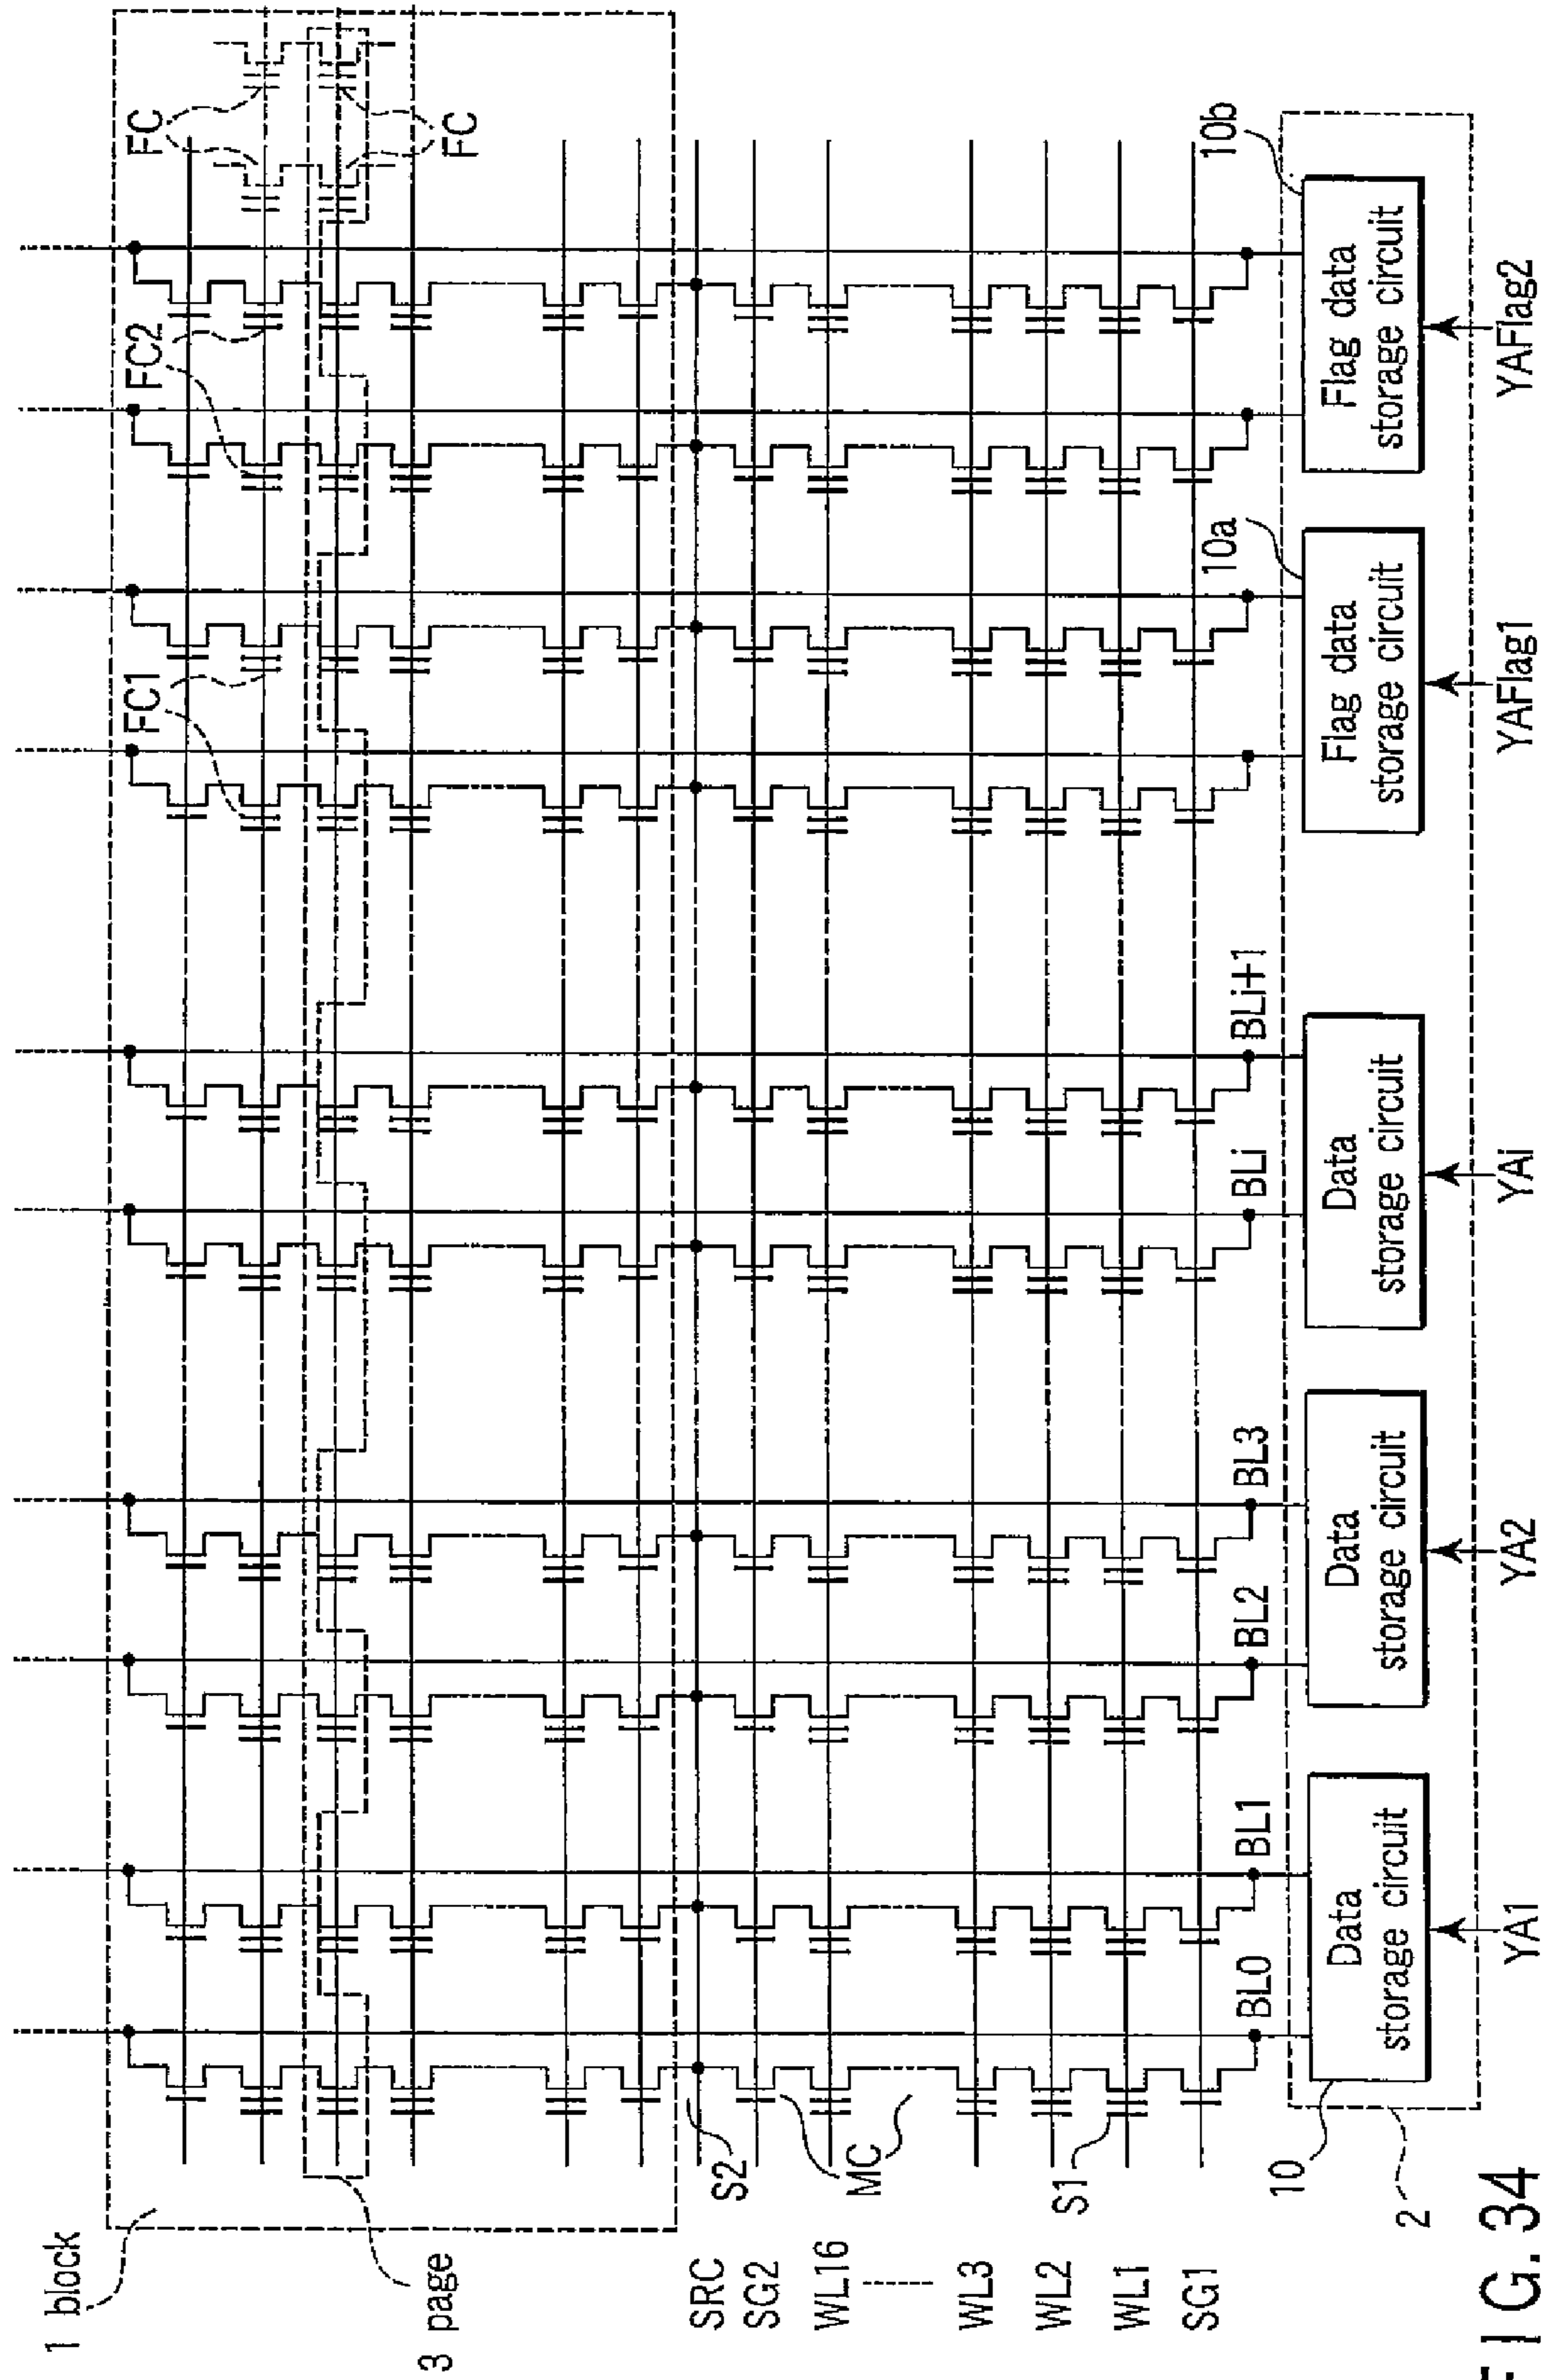 1 block
3 page
FC
FC
FC2
FC1
SRC
SG2
WL16
WL3
WL2
WL1
SG1
S2
MC
S1
BL0
BL1
BL2
BL3
BLi
BLi+1
10a
10b
10
2
Data
storage circuit
Data
storage circuit
Data
storage circuit
Flag data
storage circuit
Flag data
storage circuit
YA1
YA2
YAi
YAFlag1
YAFlag2
FIG. 34